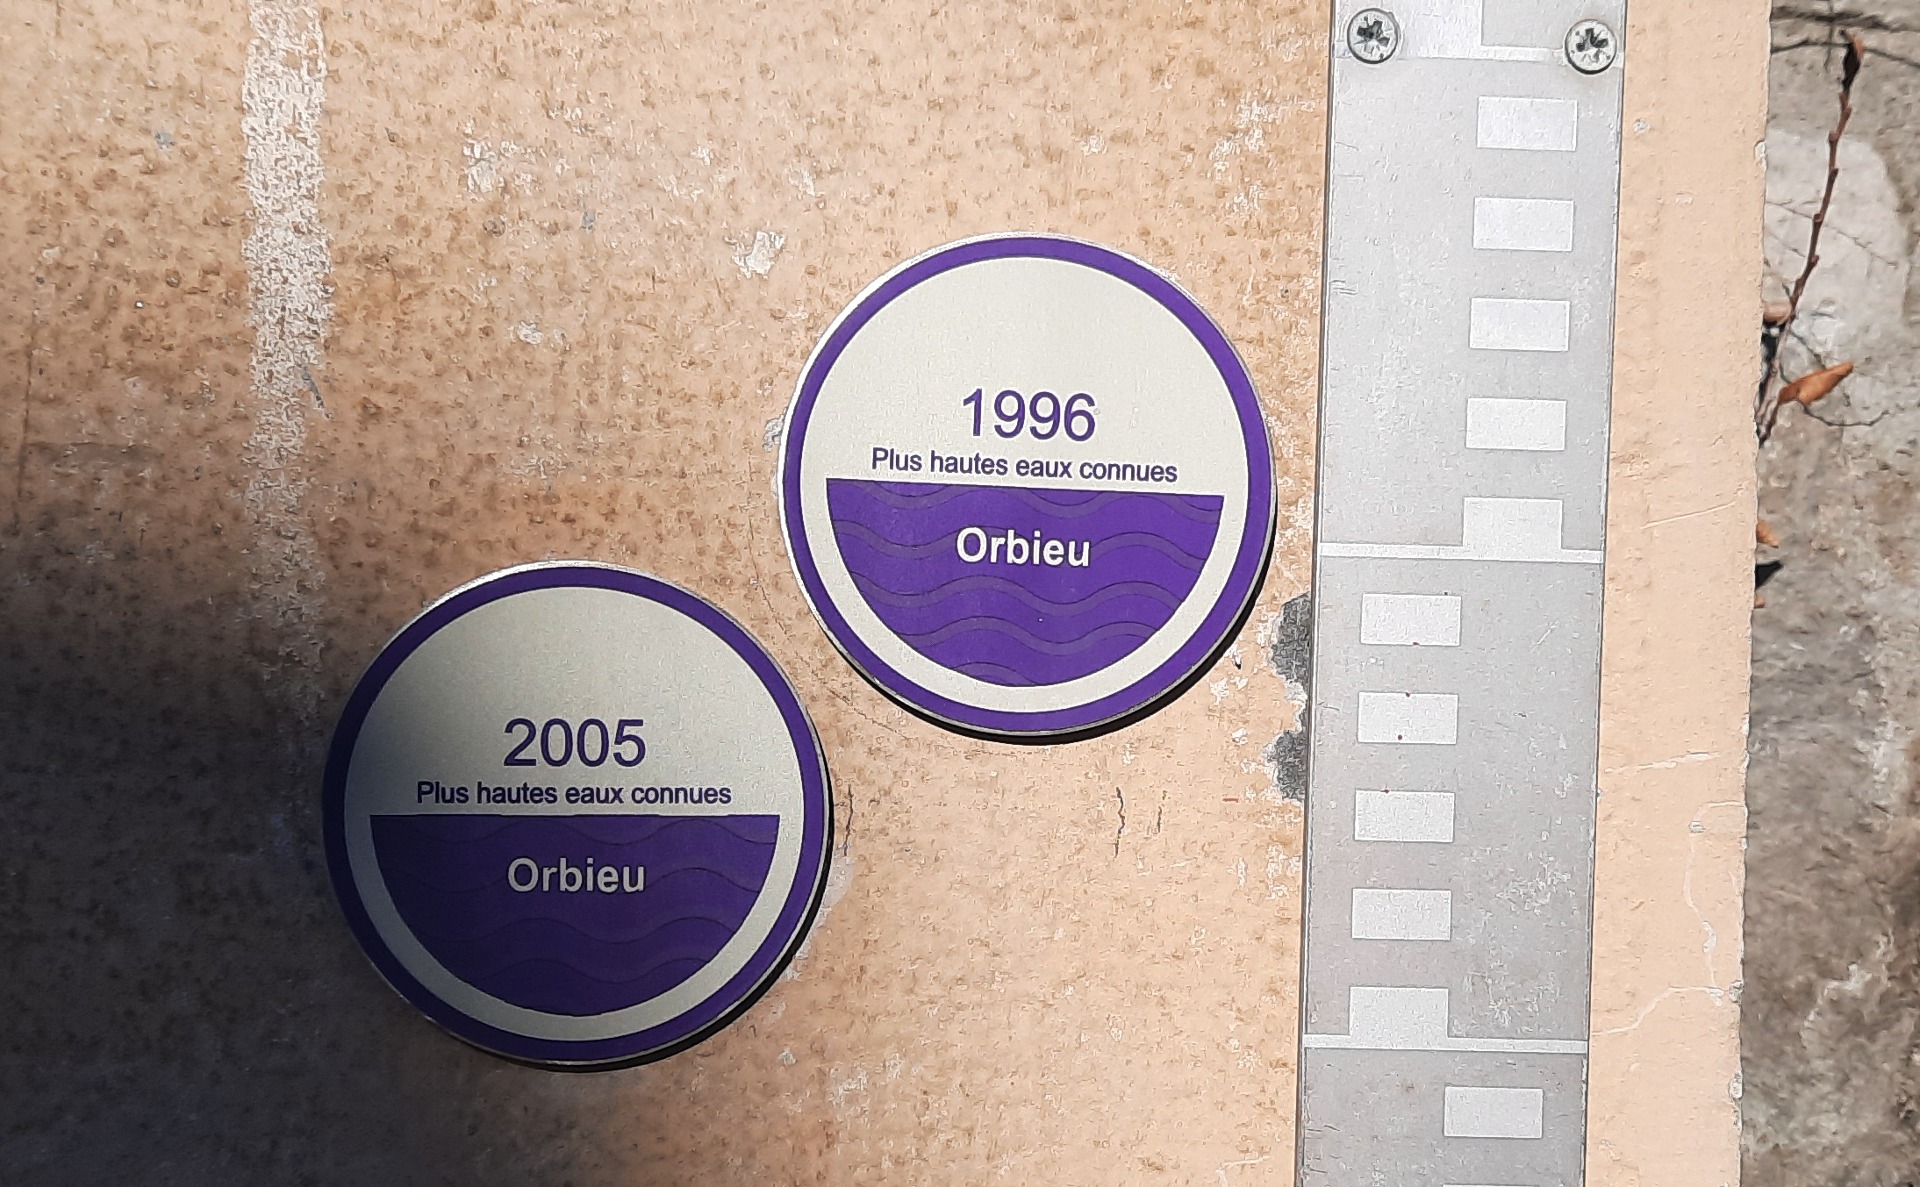 1996
Plus hautes eaux connues
Orbieu
2005
Plus hautes eaux connues
Orbieu